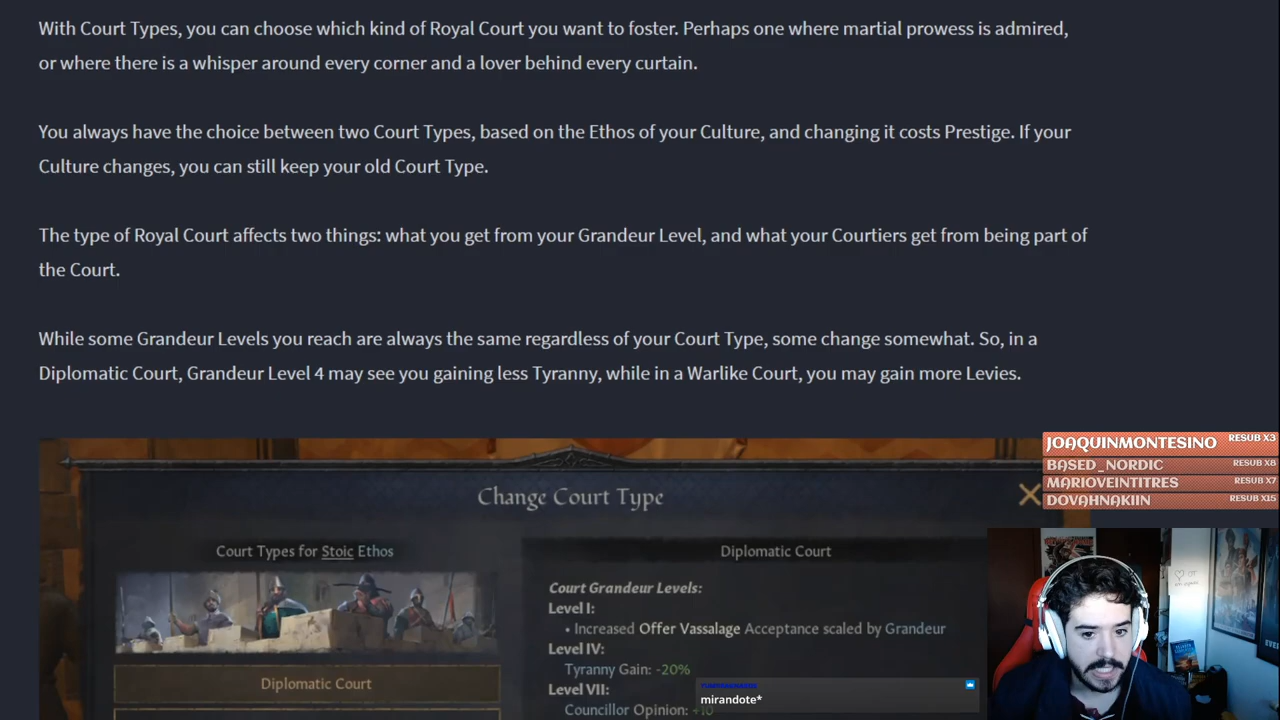 With Court Types, you can choose which kind of Royal Court you want to foster. Perhaps one where martial prowess is admired,
or where there is a whisper around every corner and a lover behind every curtain.
You always have the choice between two Court Types, based on the Ethos of your Culture, and changing it costs Prestige. If your
Culture changes, you can still keep your old Court Type.
The type of Royal Court affects two things: what you get from your Grandeur Level, and what your Courtiers get from being part of
the Court.
While some Grandeur Levels you reach are always the same regardless of your Court Type, some change somewhat. So, in a
Diplomatic Court, Grandeur Level 4 may see you gaining less Tyranny, while in a Warlike Court, you may gain more Levies.
JOAQUINMONTESINO RESUB X3
BASED_NORDIC RESUB X8
MARIOVEINTITRES RESUB X7
DOVAHNAKIIN RESUB X15
Change Court Type
Court Types for Stoic Ethos
Diplomatic Court
Diplomatic Court
Court Grandeur Levels:
Level I:
• Increased Offer Vassalage Acceptance scaled by Grandeur
Level IV:
Tyranny Gain: -20%
Level VII:
Councillor Opinion: +10
mirandote*